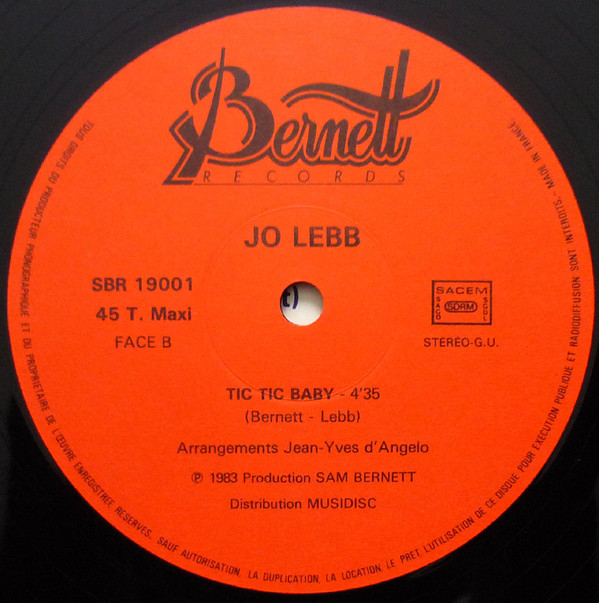 Bernett
RECORDS
JO LEBB
SBR 19001
45 T. Maxi
FACE B
SACEM
SACD SDRM SGDL
STEREO-G.U.
TIC TIC BABY - 4'35
(Bernett - Lebb)
Arrangements Jean-Yves d'Angelo
℗ 1983 Production SAM BERNETT
Distribution MUSIDISC
TOUS DROITS DU PRODUCTEUR PHONOGRAPHIQUE ET DU PROPRIETAIRE DE L'ŒUVRE ENREGISTREE RESERVES. SAUF AUTORISATION, LA DUPLICATION, LA LOCATION, LE PRET, L'UTILISATION DE CE DISQUE POUR EXECUTION PUBLIQUE ET RADIODIFFUSION SONT INTERDITS. - MADE IN FRANCE